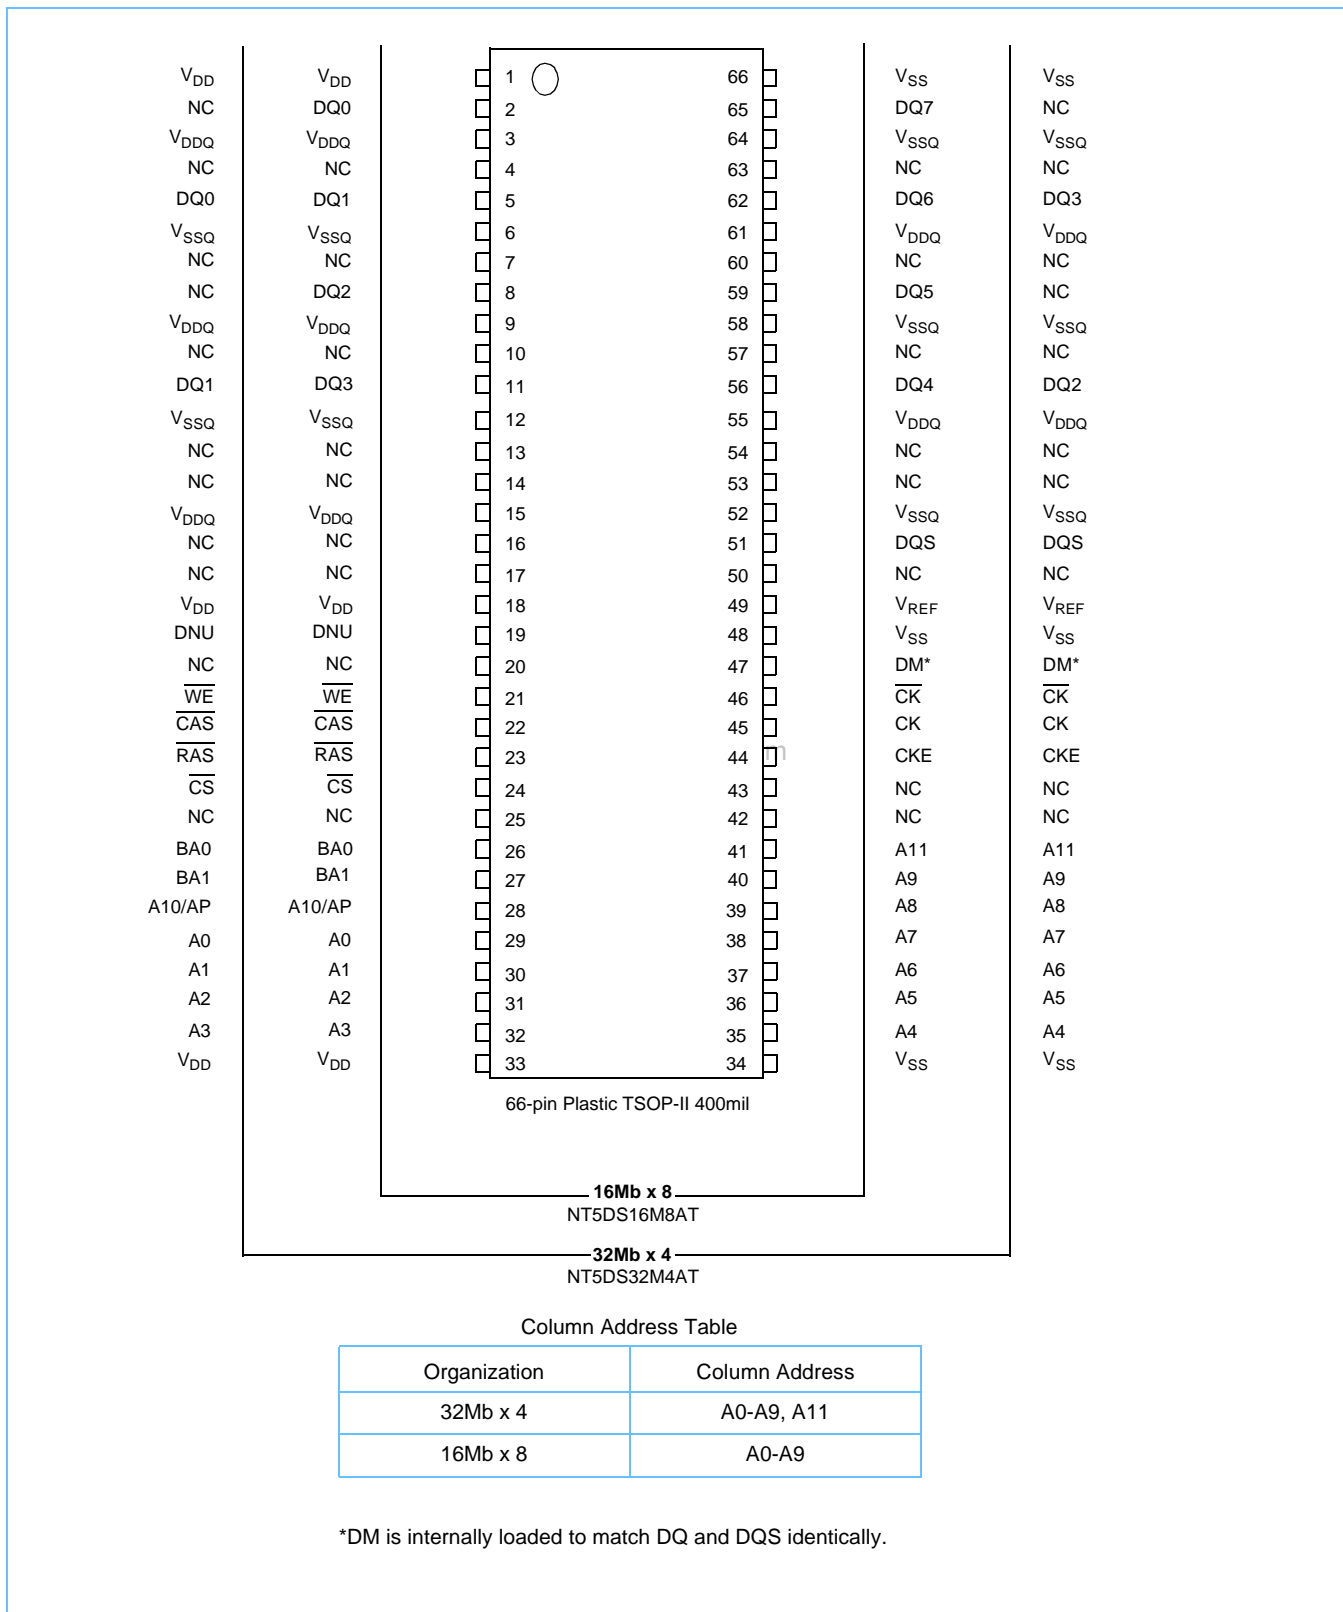 VDD VDD 1 66 VSS VSS
NC DQ0 2 65 DQ7 NC
VDDQ VDDQ 3 64 VSSQ VSSQ
NC NC 4 63 NC NC
DQ0 DQ1 5 62 DQ6 DQ3
VSSQ VSSQ 6 61 VDDQ VDDQ
NC NC 7 60 NC NC
NC DQ2 8 59 DQ5 NC
VDDQ VDDQ 9 58 VSSQ VSSQ
NC NC 10 57 NC NC
DQ1 DQ3 11 56 DQ4 DQ2
VSSQ VSSQ 12 55 VDDQ VDDQ
NC NC 13 54 NC NC
NC NC 14 53 NC NC
VDDQ VDDQ 15 52 VSSQ VSSQ
NC NC 16 51 DQS DQS
NC NC 17 50 NC NC
VDD VDD 18 49 VREF VREF
DNU DNU 19 48 VSS VSS
NC NC 20 47 DM* DM*
W̅E̅ W̅E̅ 21 46 C̅K̅ C̅K̅
C̅A̅S̅ C̅A̅S̅ 22 45 CK CK
R̅A̅S̅ R̅A̅S̅ 23 44 CKE CKE
C̅S̅ C̅S̅ 24 43 NC NC
NC NC 25 42 NC NC
BA0 BA0 26 41 A11 A11
BA1 BA1 27 40 A9 A9
A10/AP A10/AP 28 39 A8 A8
A0 A0 29 38 A7 A7
A1 A1 30 37 A6 A6
A2 A2 31 36 A5 A5
A3 A3 32 35 A4 A4
VDD VDD 33 34 VSS VSS
66-pin Plastic TSOP-II 400mil
16Mb x 8
NT5DS16M8AT
32Mb x 4
NT5DS32M4AT
Column Address Table
Organization Column Address
32Mb x 4 A0-A9, A11
16Mb x 8 A0-A9
*DM is internally loaded to match DQ and DQS identically.